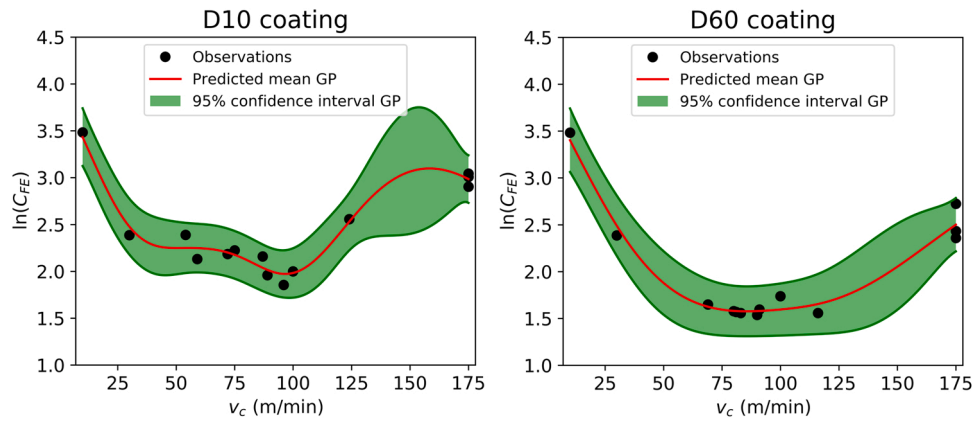 D10 coating
4.5
4.0
3.5
3.0
2.5
2.0
1.5
1.0
ln(C_FE)
Observations
Predicted mean GP
95% confidence interval GP
25 50 75 100 125 150 175
v_c (m/min)
D60 coating
4.5
4.0
3.5
3.0
2.5
2.0
1.5
1.0
ln(C_FE)
Observations
Predicted mean GP
95% confidence interval GP
25 50 75 100 125 150 175
v_c (m/min)